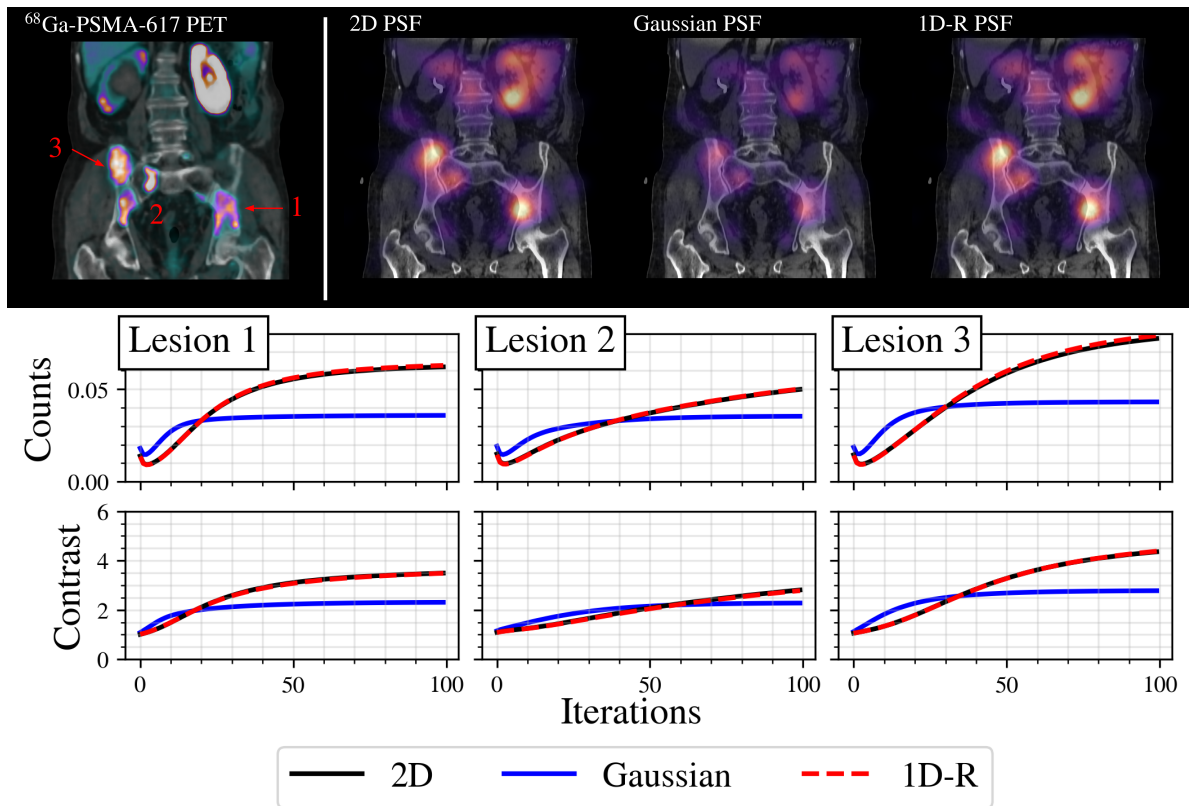 ⁶⁸Ga-PSMA-617 PET
2D PSF
Gaussian PSF
1D-R PSF
3
2
1
Lesion 1
Lesion 2
Lesion 3
Counts
0.05
0.00
Contrast
6
4
2
0
0 50 100
0 50 100
0 50 100
Iterations
2D
Gaussian
1D-R